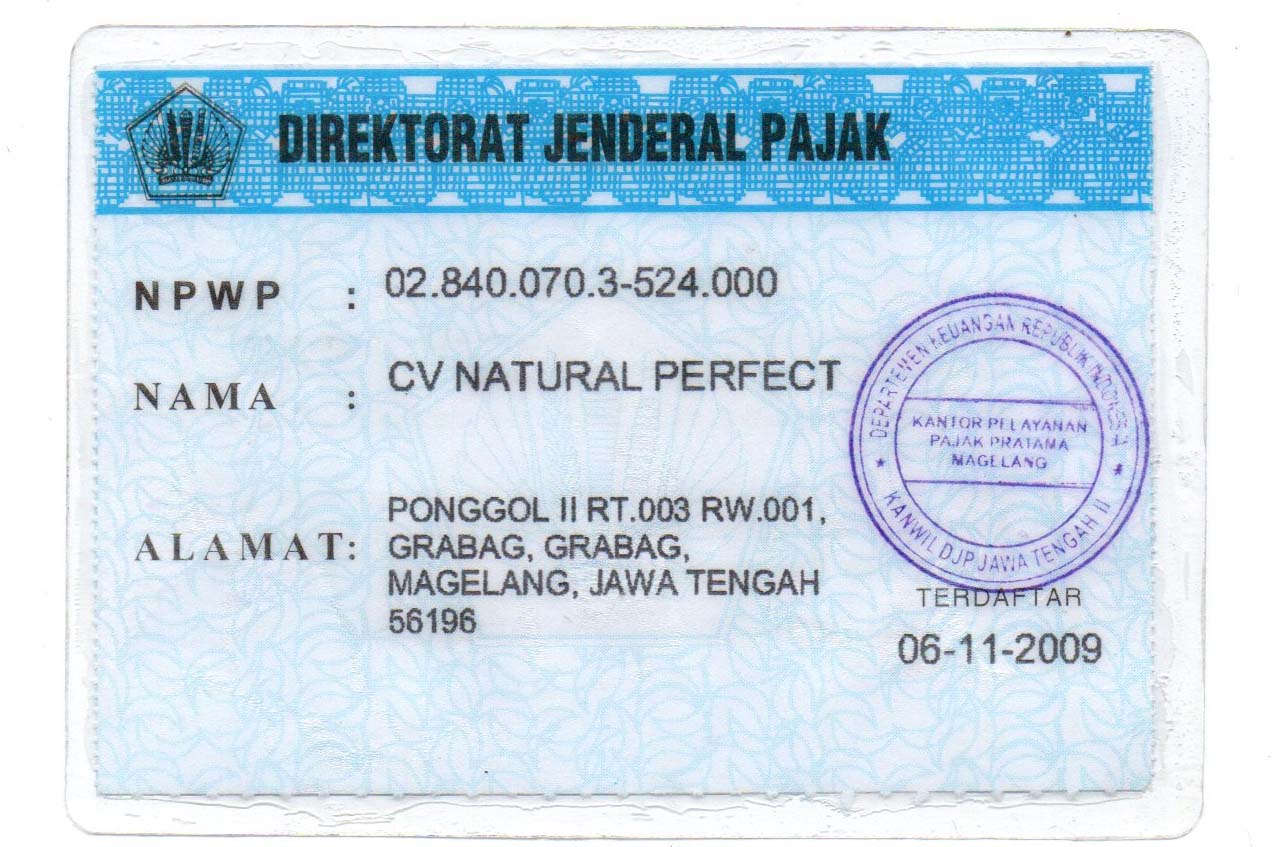 DIREKTORAT JENDERAL PAJAK
NPWP : 02.840.070.3-524.000
NAMA : CV NATURAL PERFECT
ALAMAT: PONGGOL II RT.003 RW.001,
GRABAG, GRABAG,
MAGELANG, JAWA TENGAH
56196
DEPARTEMEN KEUANGAN REPUBLIK INDONESIA
KANTOR PELAYANAN
PAJAK PRATAMA
MAGELANG
* KANWIL DJP JAWA TENGAH II *
TERDAFTAR
06-11-2009